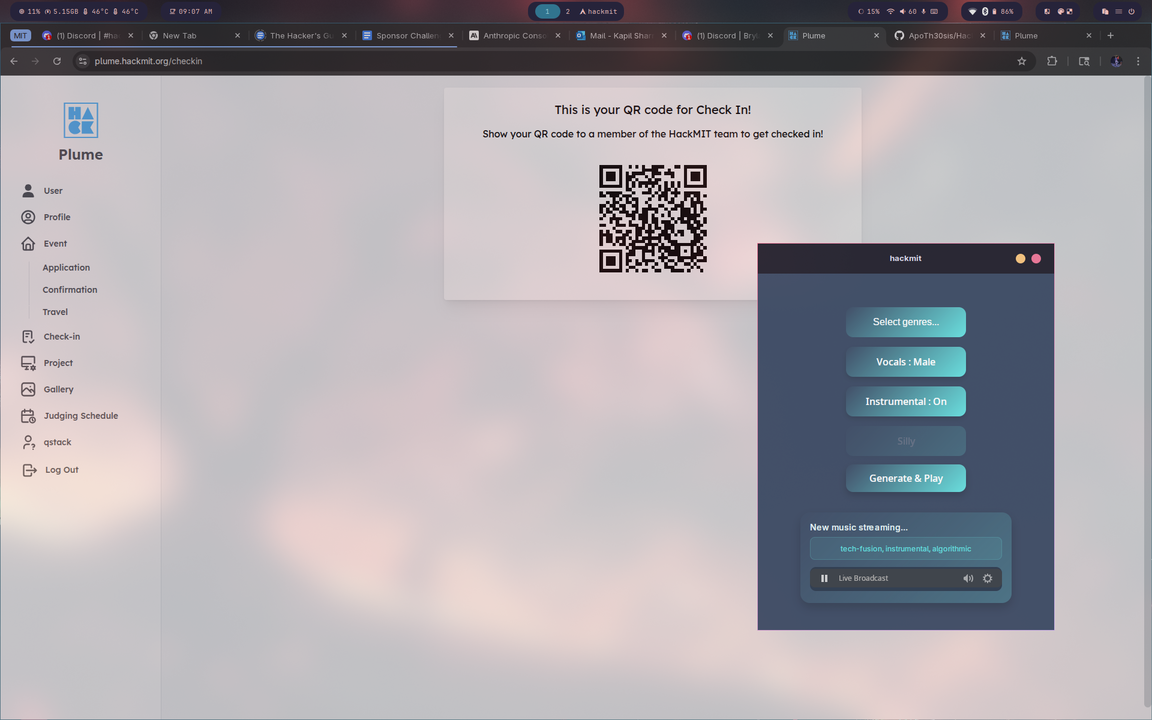 11% 5.15GB 46°C 46°C
09:07 AM
1 2 hackmit
15% 60
86%
MIT
(1) Discord | #ha
New Tab
The Hacker's Gu
Sponsor Challen
Anthropic Conso
Mail - Kapil Shar
(1) Discord | Bry
Plume
ApoTh30sis/Hac
Plume
plume.hackmit.org/checkin
HACK
Plume
User
Profile
Event
Application
Confirmation
Travel
Check-in
Project
Gallery
Judging Schedule
qstack
Log Out
This is your QR code for Check In!
Show your QR code to a member of the HackMIT team to get checked in!
hackmit
Select genres...
Vocals : Male
Instrumental : On
Silly
Generate & Play
New music streaming...
tech-fusion, instrumental, algorithmic
Live Broadcast